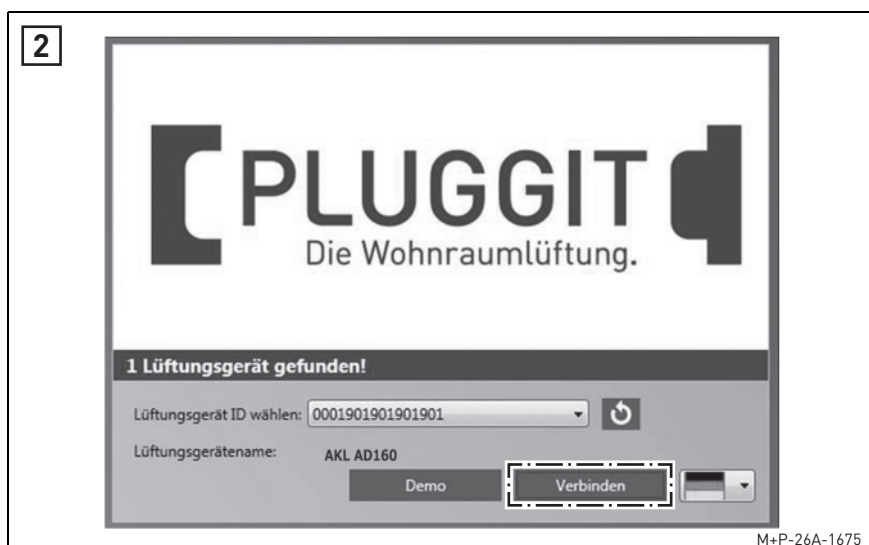 2
PLUGGIT
Die Wohnraumlüftung.
1 Lüftungsgerät gefunden!
Lüftungsgerät ID wählen: 0001901901901901
Lüftungsgerätename: AKL AD160
Demo Verbinden
M+P-26A-1675